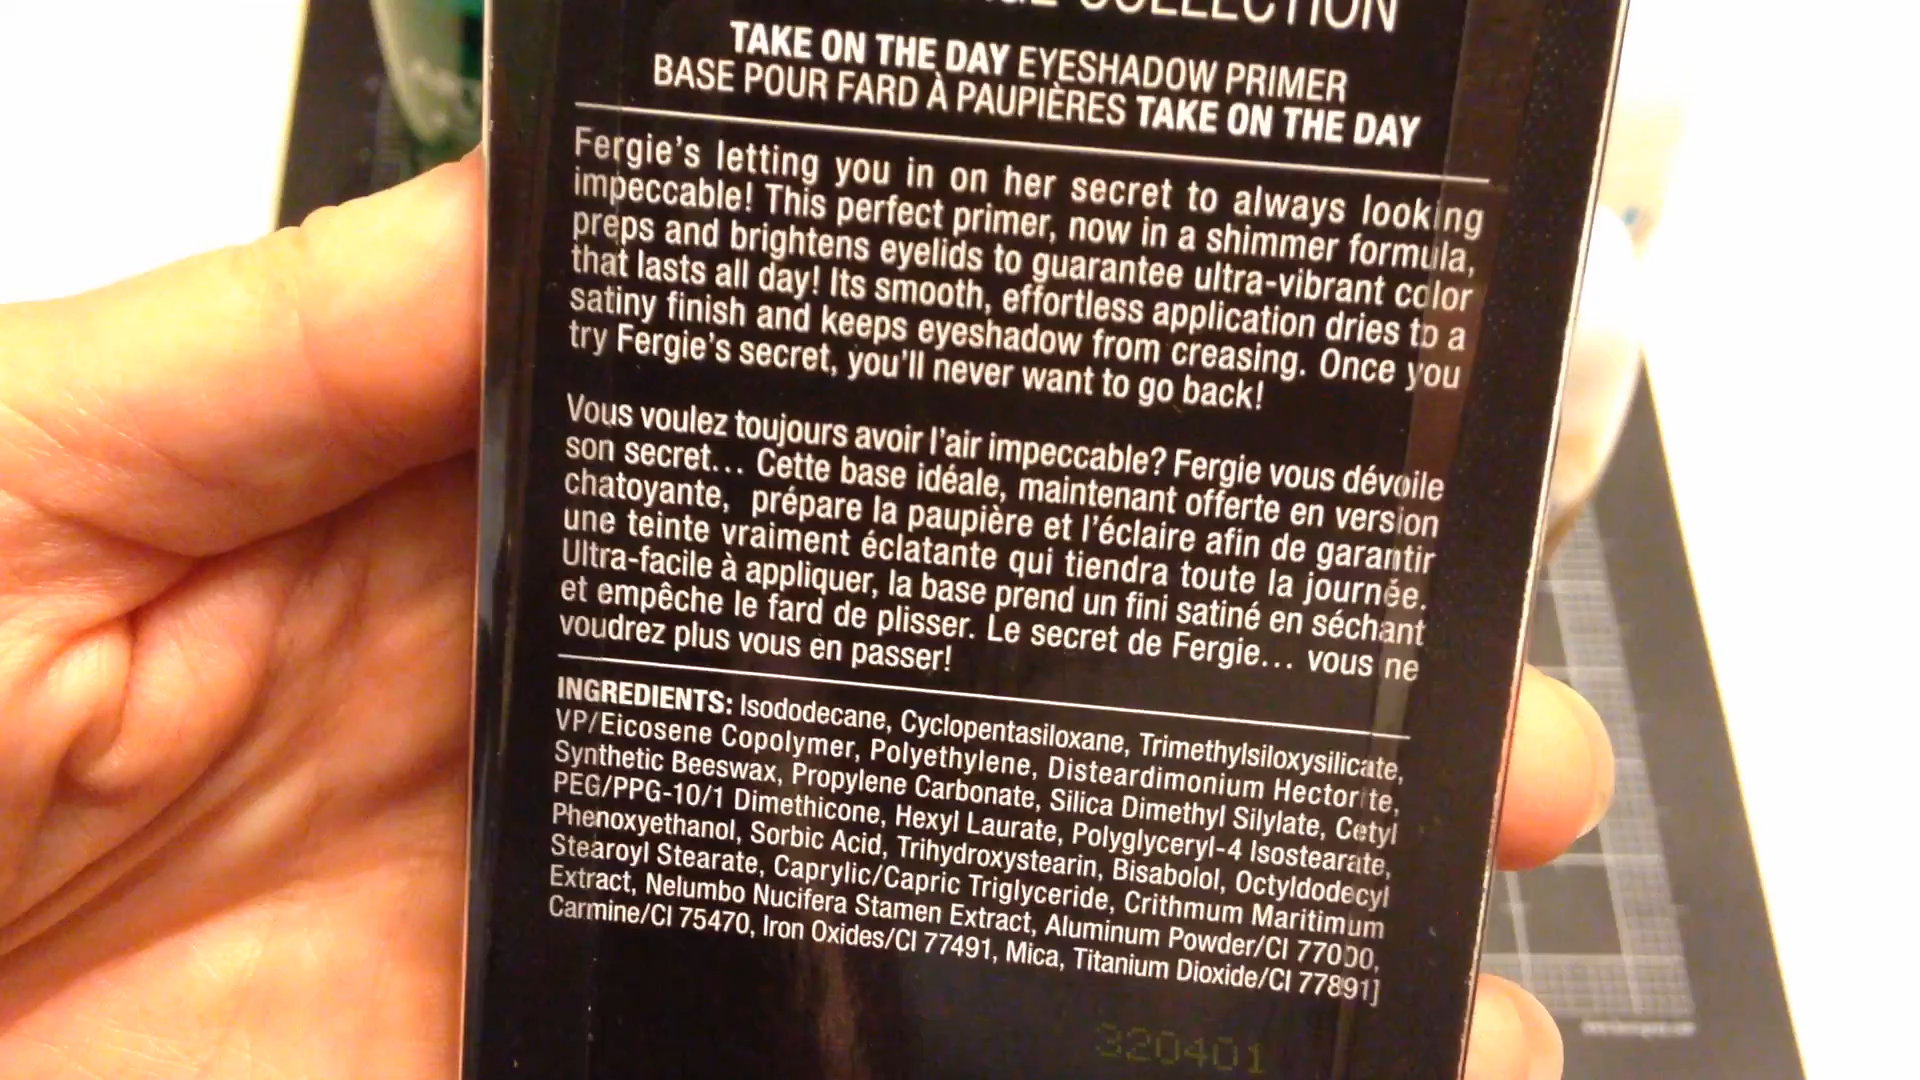 COLLECTION
TAKE ON THE DAY EYESHADOW PRIMER
BASE POUR FARD À PAUPIÈRES TAKE ON THE DAY
Fergie's letting you in on her secret to always looking
impeccable! This perfect primer, now in a shimmer formula,
preps and brightens eyelids to guarantee ultra-vibrant color
that lasts all day! Its smooth, effortless application dries to a
satiny finish and keeps eyeshadow from creasing. Once you
try Fergie's secret, you'll never want to go back!
Vous voulez toujours avoir l'air impeccable? Fergie vous dévoile
son secret... Cette base idéale, maintenant offerte en version
chatoyante, prépare la paupière et l'éclaire afin de garantir
une teinte vraiment éclatante qui tiendra toute la journée.
Ultra-facile à appliquer, la base prend un fini satiné en séchant
et empêche le fard de plisser. Le secret de Fergie... vous ne
voudrez plus vous en passer!
INGREDIENTS: Isododecane, Cyclopentasiloxane, Trimethylsiloxysilicate,
VP/Eicosene Copolymer, Polyethylene, Disteardimonium Hectorite,
Synthetic Beeswax, Propylene Carbonate, Silica Dimethyl Silylate, Cetyl
PEG/PPG-10/1 Dimethicone, Hexyl Laurate, Polyglyceryl-4 Isostearate,
Phenoxyethanol, Sorbic Acid, Trihydroxystearin, Bisabolol, Octyldodecyl
Stearoyl Stearate, Caprylic/Capric Triglyceride, Crithmum Maritimum
Extract, Nelumbo Nucifera Stamen Extract, Aluminum Powder/CI 77000,
Carmine/CI 75470, Iron Oxides/CI 77491, Mica, Titanium Dioxide/CI 77891]
320401